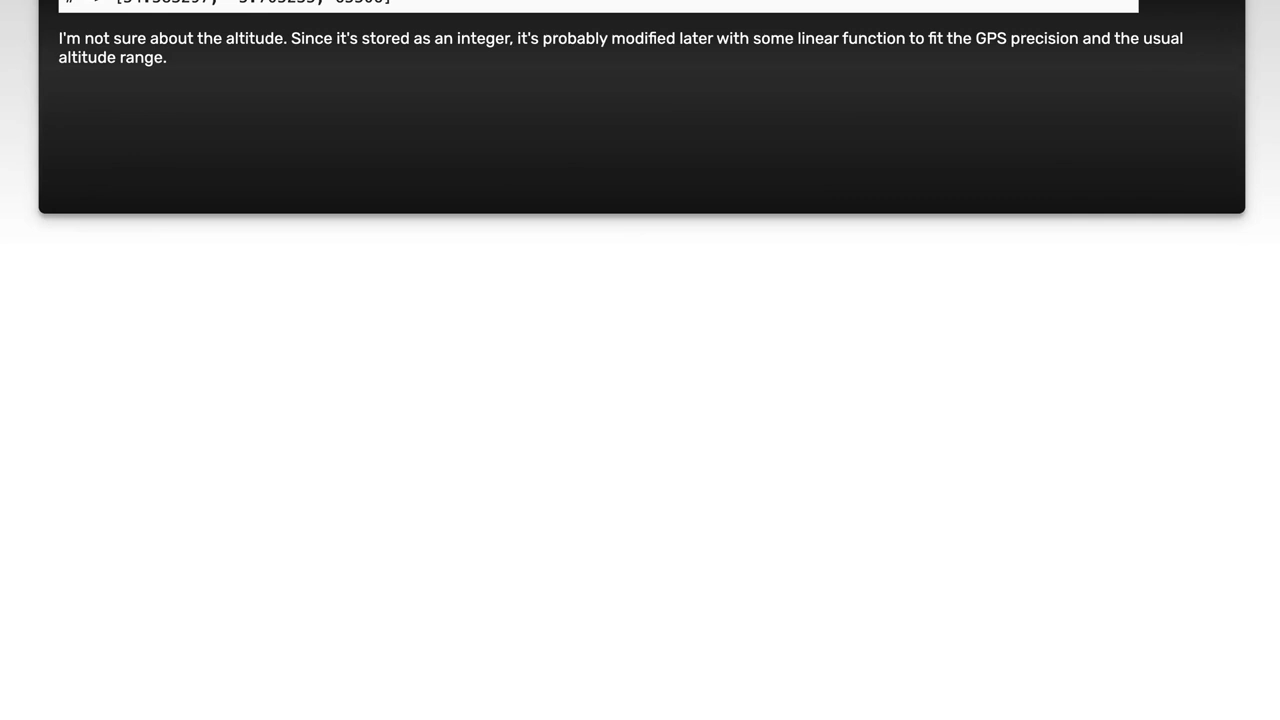 I'm not sure about the altitude. Since it's stored as an integer, it's probably modified later with some linear function to fit the GPS precision and the usual
altitude range.